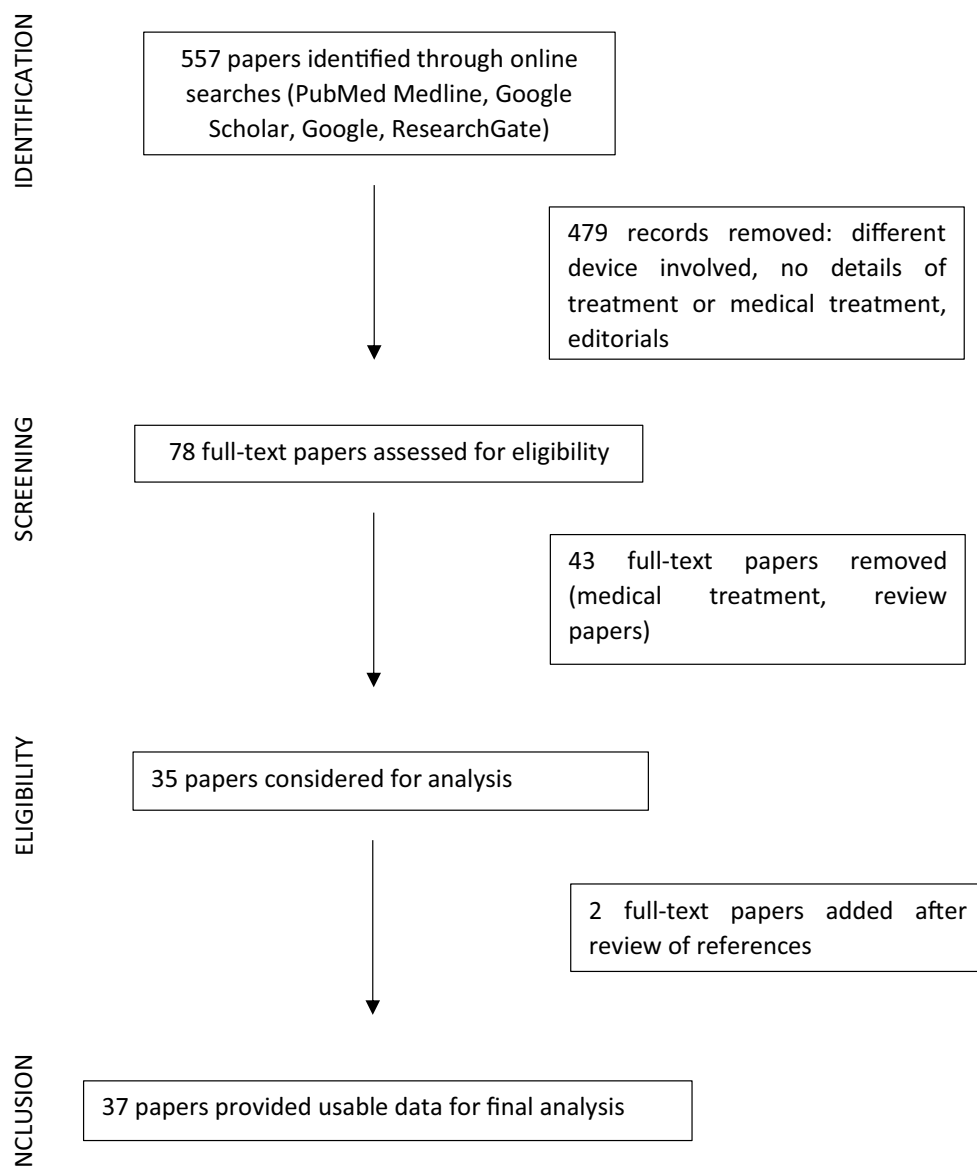 IDENTIFICATION
557 papers identified through online
searches (PubMed Medline, Google
Scholar, Google, ResearchGate)
479 records removed: different
device involved, no details of
treatment or medical treatment,
editorials
SCREENING
78 full-text papers assessed for eligibility
43 full-text papers removed
(medical treatment, review
papers)
ELIGIBILITY
35 papers considered for analysis
2 full-text papers added after
review of references
NCLUSION
37 papers provided usable data for final analysis